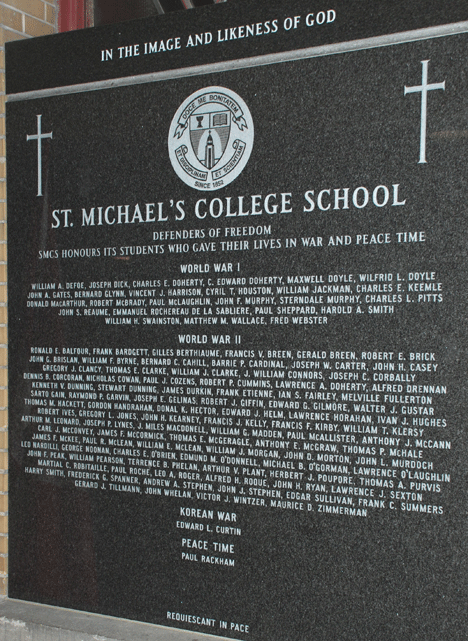 IN THE IMAGE AND LIKENESS OF GOD
DOCE ME BONITATEM
ET DISCIPLINAM ET SCIENTIAM
SINCE 1852
ST. MICHAEL'S COLLEGE SCHOOL
DEFENDERS OF FREEDOM
SMCS HONOURS ITS STUDENTS WHO GAVE THEIR LIVES IN WAR AND PEACE TIME
WORLD WAR I
WILLIAM A. DEFOE, JOSEPH DICK, CHARLES E. DOHERTY, C. EDWARD DOHERTY, MAXWELL DOYLE, WILFRID L. DOYLE
JOHN A. GATES, BERNARD GLYNN, VINCENT J. HARRISON, CYRIL T. HOUSTON, WILLIAM JACKMAN, CHARLES E. KEEMLE
DONALD MACARTHUR, ROBERT MCBRADY, PAUL MCLAUGHLIN, JOHN F. MURPHY, STERNDALE MURPHY, CHARLES L. PITTS
JOHN S. REAUME, EMMANUEL ROCHEREAU DE LA SABLIERE, PAUL SHEPPARD, HAROLD A. SMITH
WILLIAM H. SWAINSTON, MATTHEW M. WALLACE, FRED WEBSTER
WORLD WAR II
RONALD E. BALFOUR, FRANK BARDGETT, GILLES BERTHIAUME, FRANCIS V. BREEN, GERALD BREEN, ROBERT E. BRICK
JOHN G. BRISLAN, WILLIAM F. BYRNE, BERNARD C. CAHILL, BARRIE P. CARDINAL, JOSEPH W. CARTER, JOHN H. CASEY
GREGORY J. CLANCY, THOMAS E. CLARKE, WILLIAM J. CLARKE, J. WILLIAM CONNORS, JOSEPH C. CORBALLY
DENNIS B. CORCORAN, NICHOLAS COWAN, PAUL J. COZENS, ROBERT P. CUMMINS, LAWRENCE A. DOHERTY, ALFRED DRENNAN
KENNETH V. DUNNING, STEWART DUNNING, JAMES DURKIN, FRANK ETIENNE, IAN S. FAIRLEY, MELVILLE FULLERTON
SARTO GAIN, RAYMOND P. GARVIN, JOSEPH E. GELINAS, ROBERT J. GIFFIN, EDWARD G. GILMORE, WALTER J. GUSTAR
THOMAS M. HACKETT, GORDON HANDRAHAN, DONAL K. HECTOR, EDWARD J. HELM, LAWRENCE HORAHAN, IVAN J. HUGHES
ROBERT IVES, GREGORY L. JONES, JOHN H. KEARNEY, FRANCIS J. KELLY, FRANCIS F. KIRBY, WILLIAM T. KLERSY
ARTHUR M. LEONARD, JOSEPH P. LYNES, J. MILES MACDONELL, WILLIAM G. MADDEN, PAUL MCALLISTER, ANTHONY J. MCCANN
WM. J. MCCARVEY, JAMES F. MCCORMICK, THOMAS E. MCGERAGLE, ANTHONY E. MCGRAW, THOMAS P. MCHALE
JAMES F. MCKEE, PAUL R. MCLEAN, WILLIAM E. MCLEAN, WILLIAM J. MORGAN, JOHN D. MORTON, JOHN L. MURDOCH
LEO NANGILLI, GEORGE NOONAN, CHARLES E. O'BRIEN, EDMUND M. O'DONNELL, MICHAEL B. O'GORMAN, LAWRENCE O'LAUGHLIN
JOHN F. PEAK, WILLIAM PEARSON, TERRENCE B. PHELAN, ARTHUR V. PLANT, HERBERT J. POUPORE, THOMAS A. PURVIS
MARTIAL C. ROBITAILLE, PAUL ROCHE, LEO A. ROGER, ALFRED H. ROQUE, JOHN H. RYAN, LAWRENCE J. SEXTON
HARRY SMITH, FREDERICK G. SPANNER, ANDREW A. STEPHEN, JOHN J. STEPHEN, EDGAR SULLIVAN, FRANK C. SUMMERS
GERARD J. TILLMANN, JOHN WHELAN, VICTOR J. WINTZER, MAURICE D. ZIMMERMAN
KOREAN WAR
EDWARD L. CURTIN
PEACE TIME
PAUL RACKHAM
REQUIESCANT IN PACE